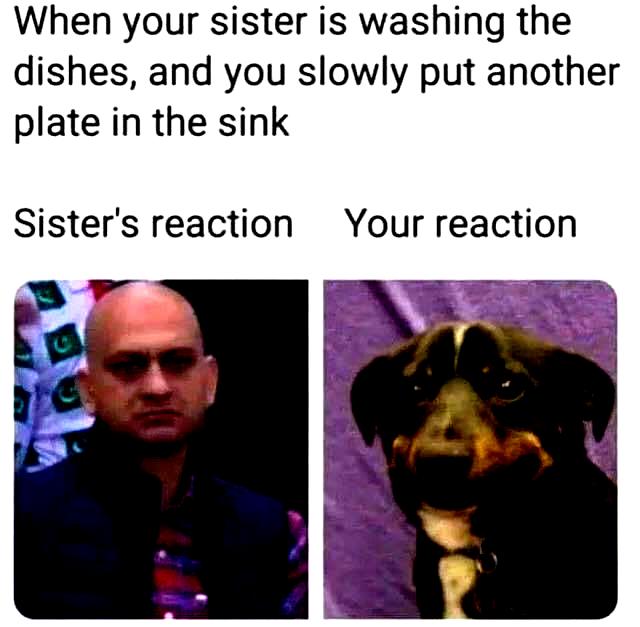 When your sister is washing the
dishes, and you slowly put another
plate in the sink
Sister's reaction Your reaction